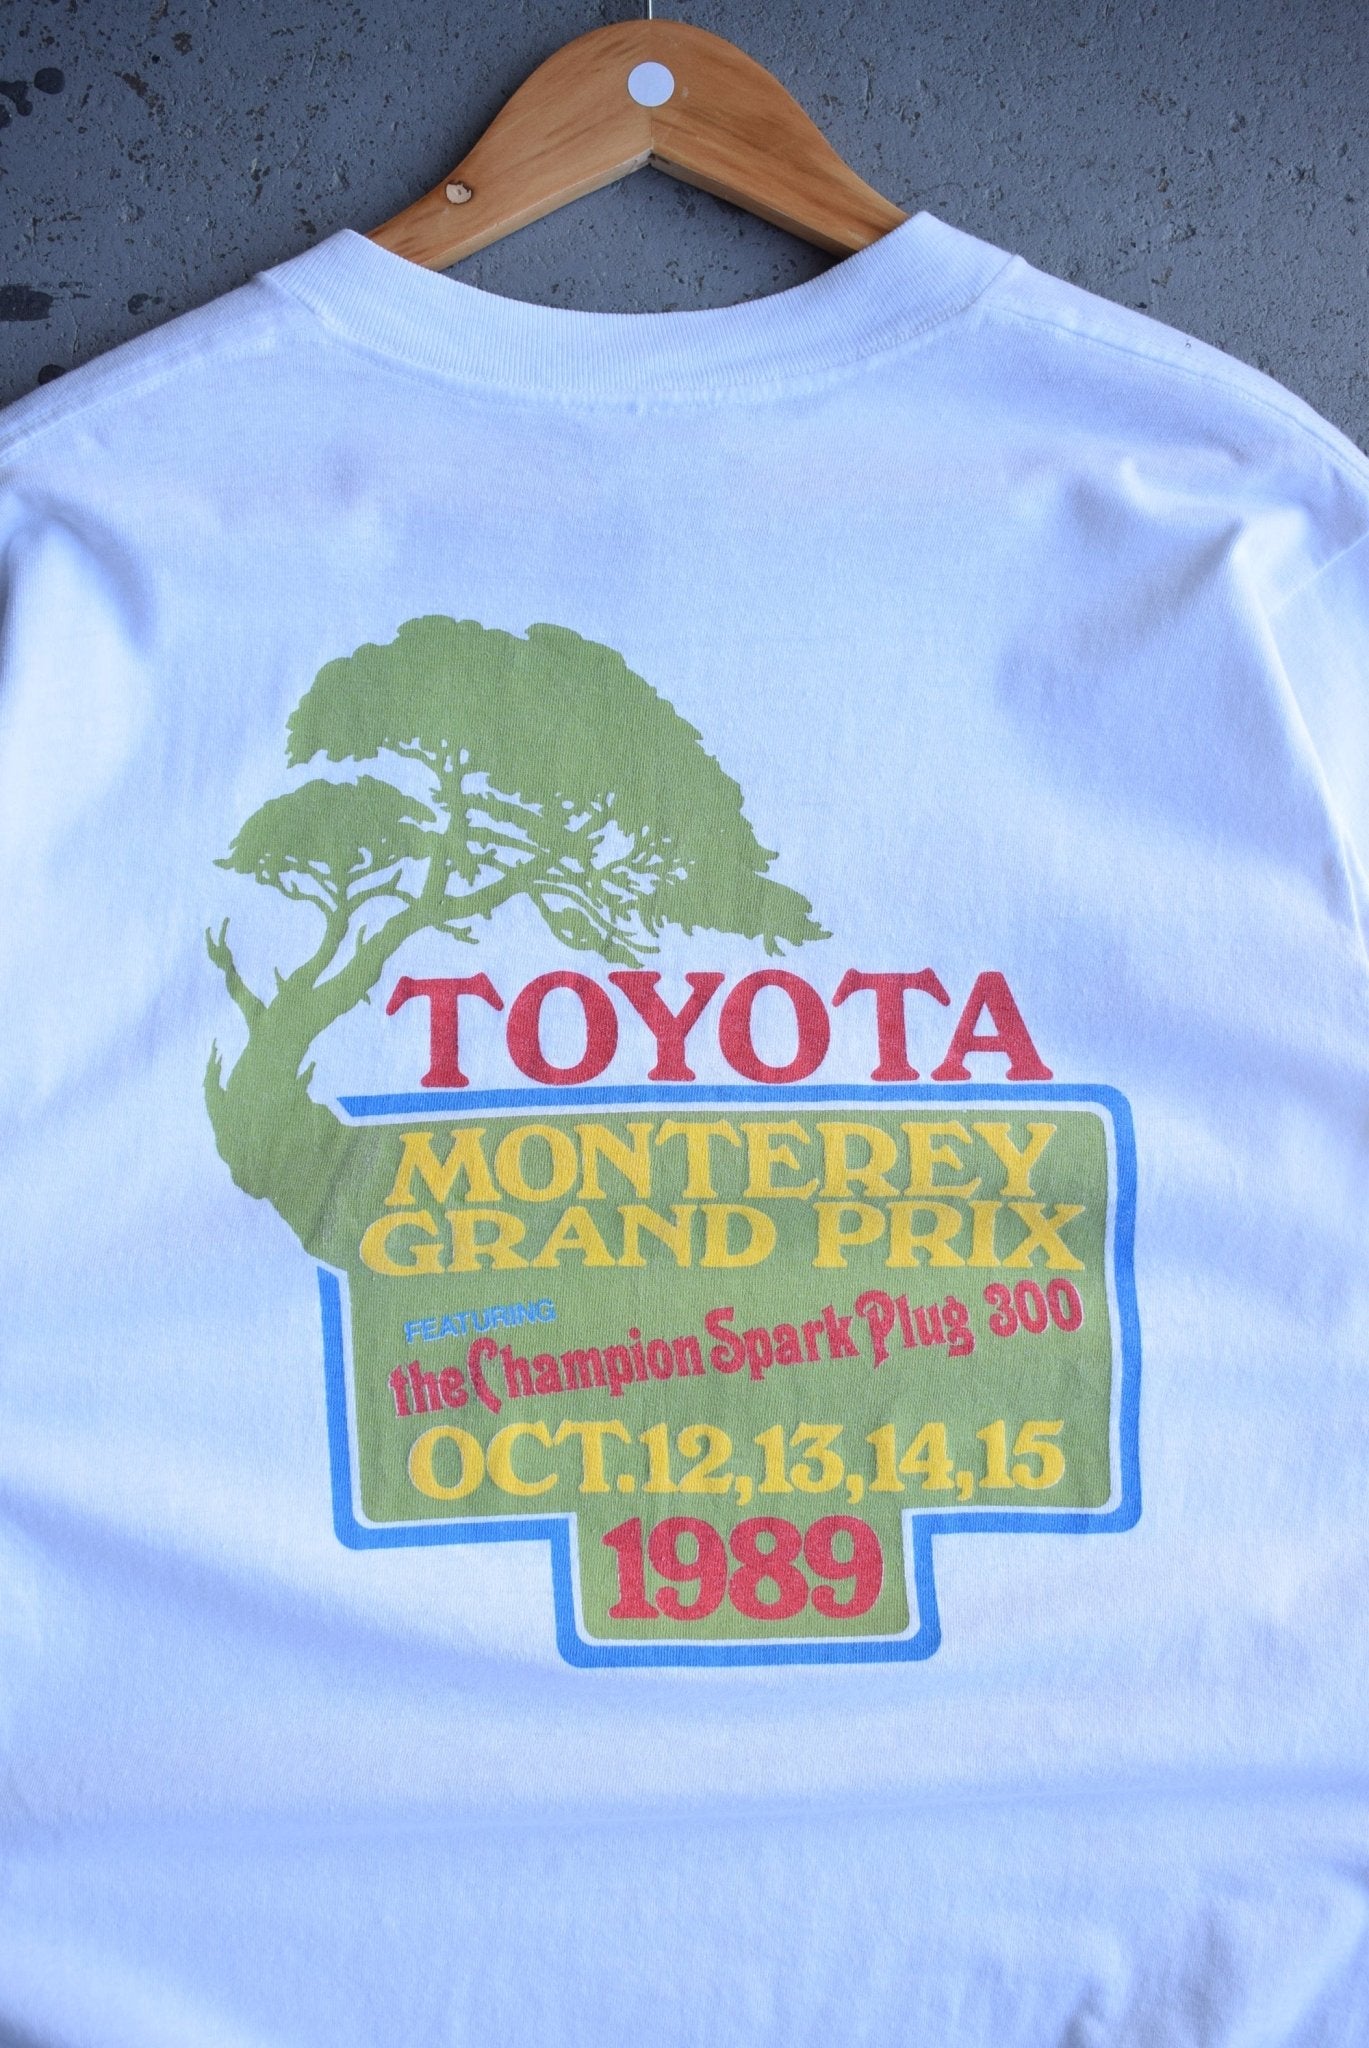 TOYOTA
MONTEREY
GRAND PRIX
FEATURING
the Champion Spark Plug 300
OCT.12,13,14,15
1989